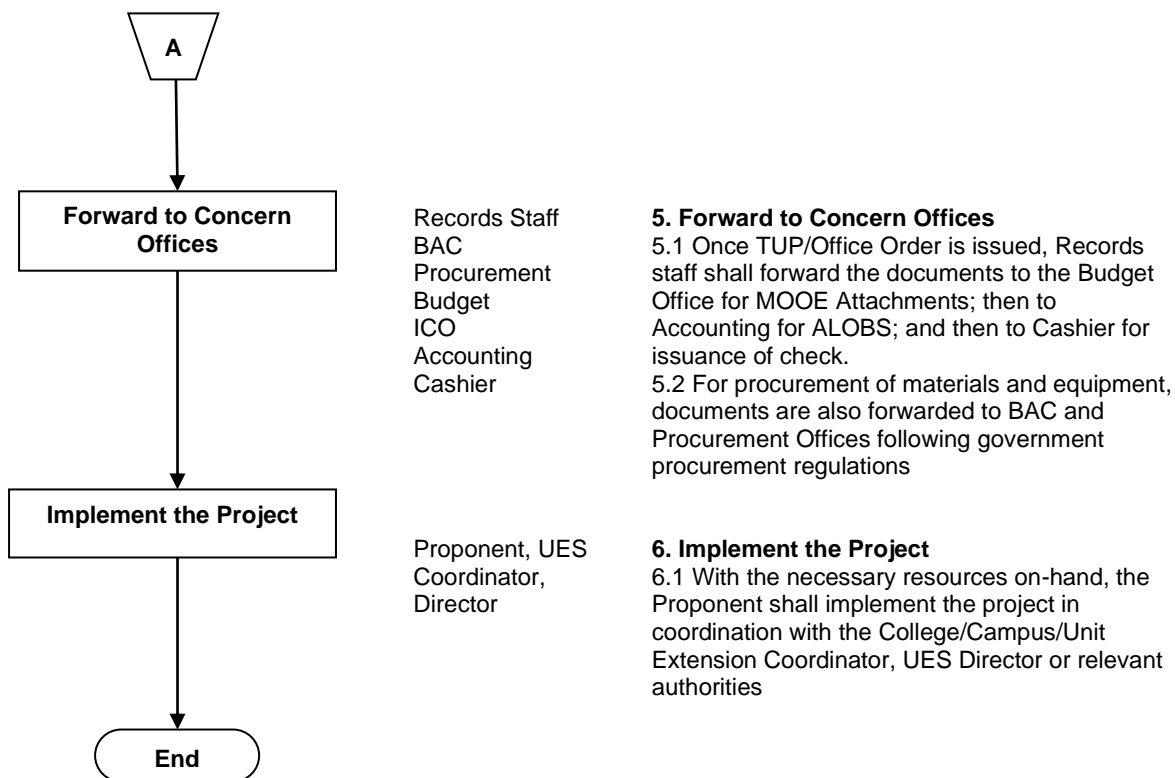 A
Forward to Concern
Offices
Records Staff
BAC
Procurement
Budget
ICO
Accounting
Cashier
5. Forward to Concern Offices
5.1 Once TUP/Office Order is issued, Records
staff shall forward the documents to the Budget
Office for MOOE Attachments; then to
Accounting for ALOBS; and then to Cashier for
issuance of check.
5.2 For procurement of materials and equipment,
documents are also forwarded to BAC and
Procurement Offices following government
procurement regulations
Implement the Project
Proponent, UES
Coordinator,
Director
6. Implement the Project
6.1 With the necessary resources on-hand, the
Proponent shall implement the project in
coordination with the College/Campus/Unit
Extension Coordinator, UES Director or relevant
authorities
End